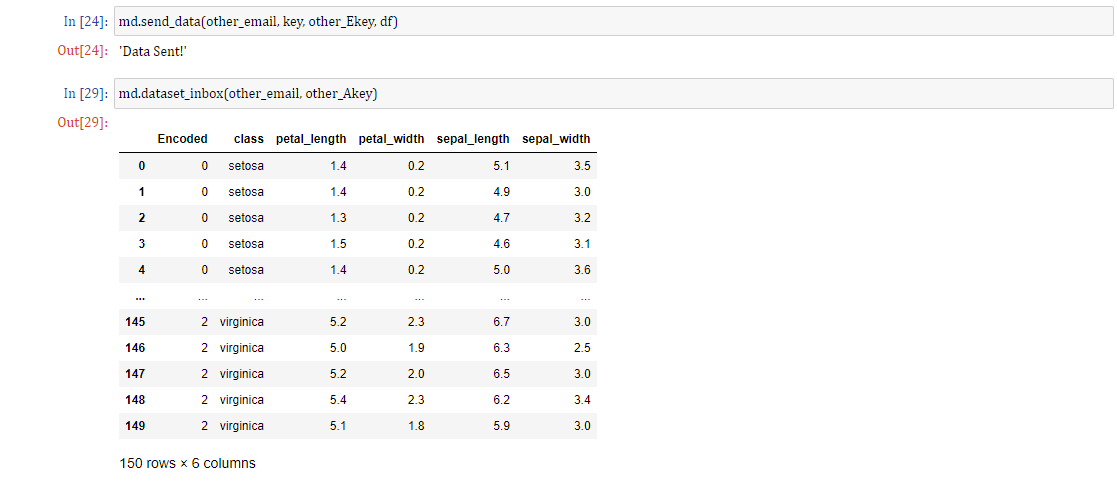 In [24]: md.send_data(other_email, key, other_Ekey, df)
Out[24]: 'Data Sent!'
In [29]: md.dataset_inbox(other_email, other_Akey)
Out[29]:
Encoded class petal_length petal_width sepal_length sepal_width
0 0 setosa 1.4 0.2 5.1 3.5
1 0 setosa 1.4 0.2 4.9 3.0
2 0 setosa 1.3 0.2 4.7 3.2
3 0 setosa 1.5 0.2 4.6 3.1
4 0 setosa 1.4 0.2 5.0 3.6
... ... ... ... ... ... ...
145 2 virginica 5.2 2.3 6.7 3.0
146 2 virginica 5.0 1.9 6.3 2.5
147 2 virginica 5.2 2.0 6.5 3.0
148 2 virginica 5.4 2.3 6.2 3.4
149 2 virginica 5.1 1.8 5.9 3.0
150 rows × 6 columns